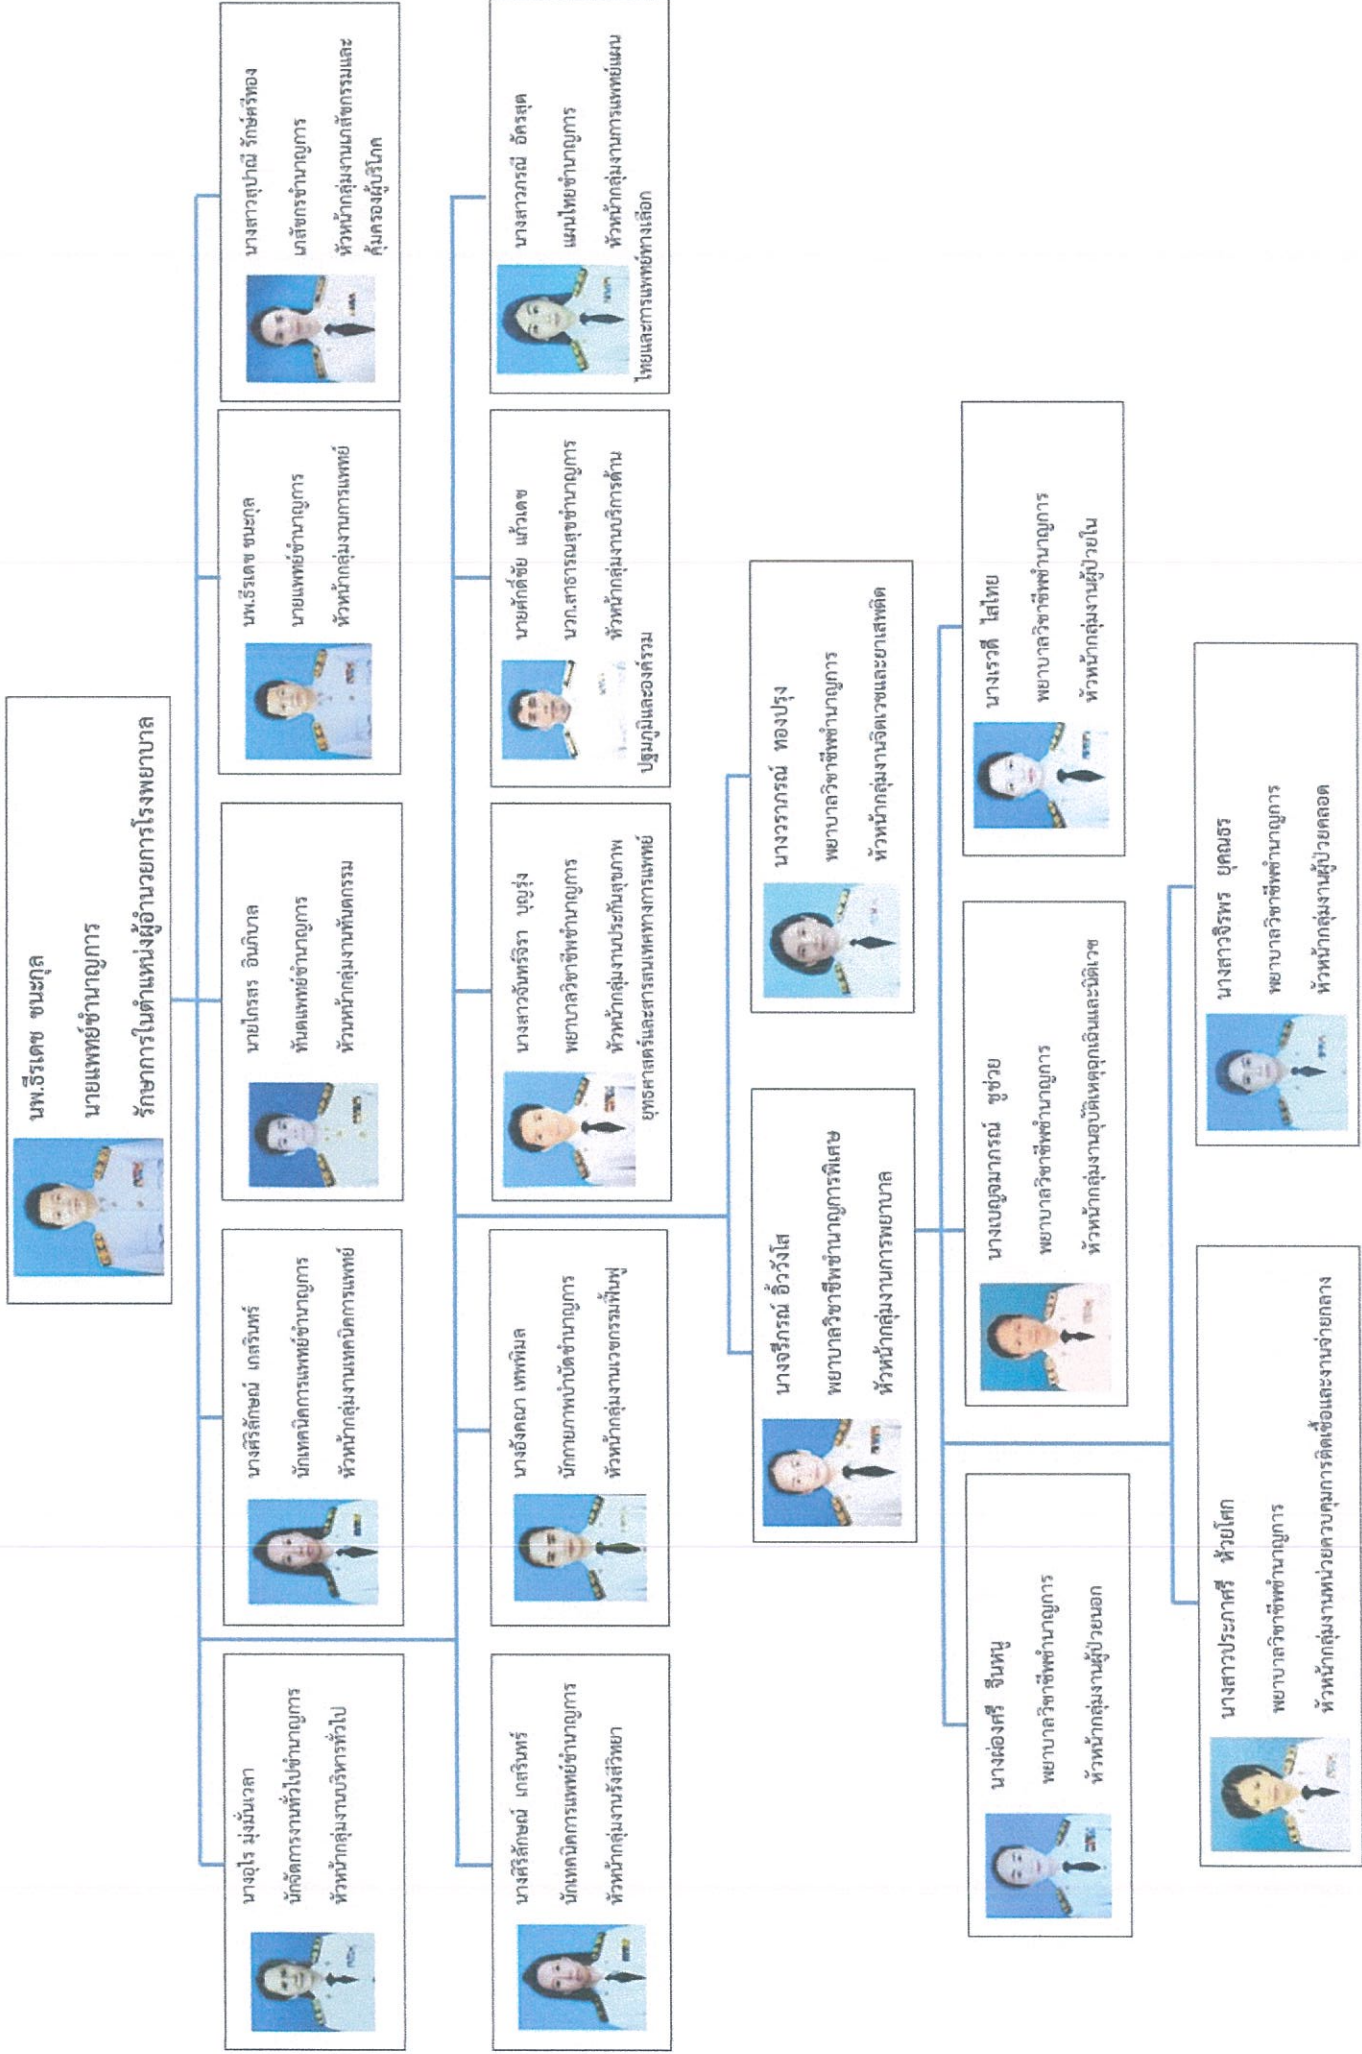 นพ.ธีรเดช ชนะกุล
นายแพทย์ชำนาญการ
รักษาการในตำแหน่งผู้อำนวยการโรงพยาบาล
นางอุไร มุ่งมั่นเวลา
นักจัดการงานทั่วไปชำนาญการ
หัวหน้ากลุ่มงานบริหารทั่วไป
นางศิริลักษณ์ เกสรินทร์
นักเทคนิคการแพทย์ชำนาญการ
หัวหน้ากลุ่มงานเทคนิคการแพทย์
นายไกรสร อินภิบาล
ทันตแพทย์ชำนาญการ
หัวนหน้ากลุ่มงานทันตกรรม
นพ.ธีรเดช ชนะกุล
นายแพทย์ชำนาญการ
หัวหน้ากลุ่มงานการแพทย์
นางสาวสุปาณี รักษ์ศรีทอง
เภสัชกรชำนาญการ
หัวหน้ากลุ่มงานเภสัชกรรมและ
คุ้มครองผู้บริโภค
นางศิริลักษณ์ เกสรินทร์
นักเทคนิคการแพทย์ชำนาญการ
หัวหน้ากลุ่มงานรังสีวิทยา
นางอังคณา เทพพิมล
นักกายภาพบำบัดชำนาญการ
หัวหน้ากลุ่มงานเวชกรรมฟื้นฟู
นางสาวจันทร์จิรา บุญรุ่ง
พยาบาลวิชาชีพชำนาญการ
หัวหน้ากลุ่มงานประกันสุขภาพ
ยุทธศาสตร์และสารสนเทศทางการแพทย์
นายศักดิ์ชัย แก้วเดช
นวก.สาธารณสุขชำนาญการ
หัวหน้ากลุ่มงานบริการด้าน
ปฐมภูมิและองค์รวม
นางสาวภรณี อัครสุด
แผนไทยชำนาญการ
หัวหน้ากลุ่มงานการแพทย์แผน
ไทยและการแพทย์ทางเลือก
นางจรีภรณ์ อิ้ววังโส
พยาบาลวิชาชีพชำนาญการพิเศษ
หัวหน้ากลุ่มงานการพยาบาล
นางวราภรณ์ ทองปรุง
พยาบาลวิชาชีพชำนาญการ
หัวหน้ากลุ่มงานจิตเวชและยาเสพติด
นางผ่องศรี จีนหนู
พยาบาลวิชาชีพชำนาญการ
หัวหน้ากลุ่มงานผู้ป่วยนอก
นางเบญจมาภรณ์ ชูช่วย
พยาบาลวิชาชีพชำนาญการ
หัวหน้ากลุ่มงานอุบัติเหตุฉุกเฉินและนิติเวช
นางเรวดี ไสไทย
พยาบาลวิชาชีพชำนาญการ
หัวหน้ากลุ่มงานผู้ป่วยใน
นางสาวประภาศรี ห้วยโศก
พยาบาลวิชาชีพชำนาญการ
หัวหน้ากลุ่มงานหน่วยควบคุมการติดเชื้อและงานจ่ายกลาง
นางสาวจิรพร ยุคณธร
พยาบาลวิชาชีพชำนาญการ
หัวหน้ากลุ่มงานผู้ป่วยคลอด